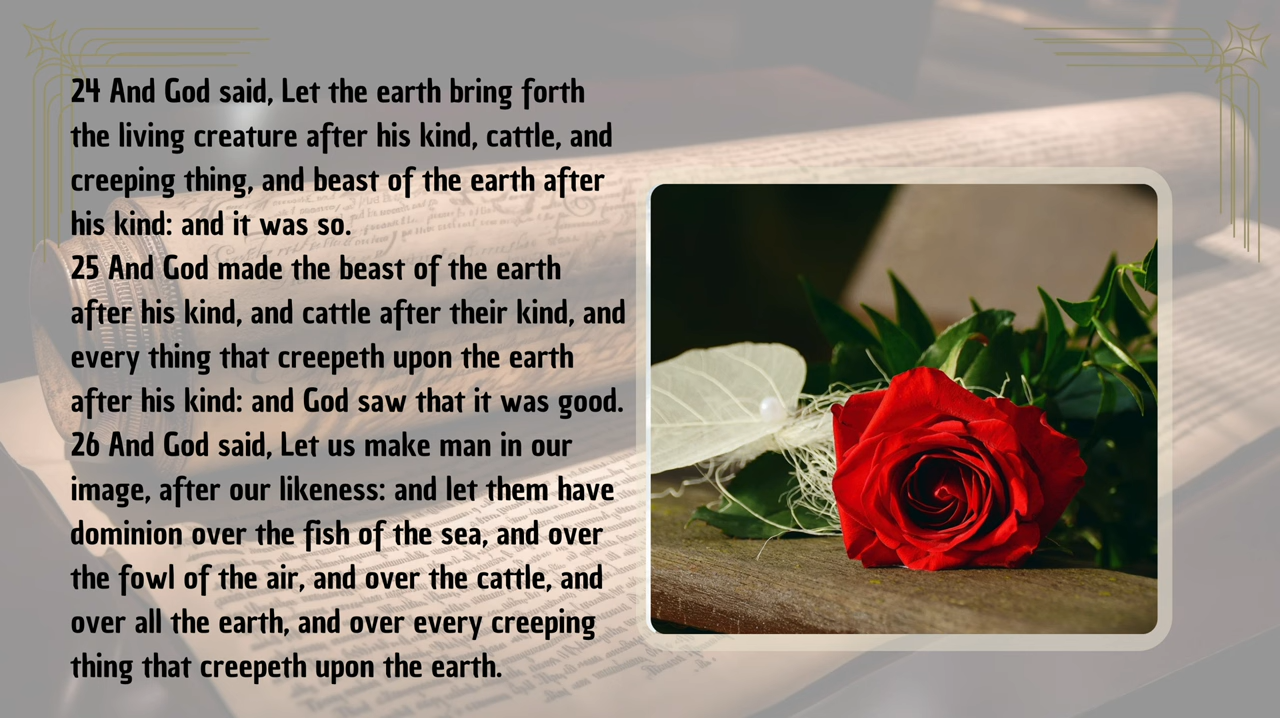 24 And God said, Let the earth bring forth
the living creature after his kind, cattle, and
creeping thing, and beast of the earth after
his kind: and it was so.
25 And God made the beast of the earth
after his kind, and cattle after their kind, and
every thing that creepeth upon the earth
after his kind: and God saw that it was good.
26 And God said, Let us make man in our
image, after our likeness: and let them have
dominion over the fish of the sea, and over
the fowl of the air, and over the cattle, and
over all the earth, and over every creeping
thing that creepeth upon the earth.